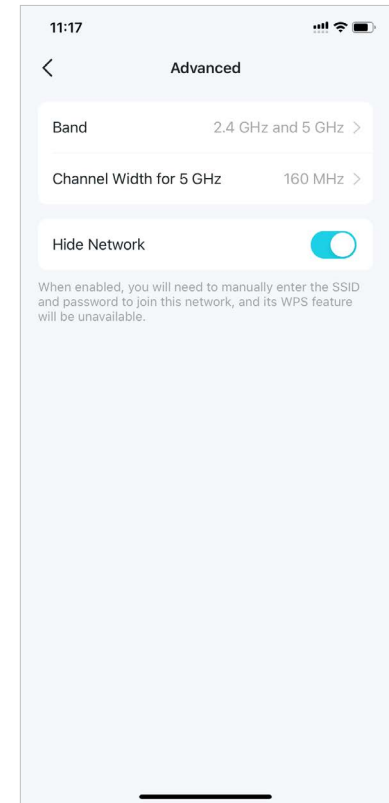 11:17
Advanced
Band 2.4 GHz and 5 GHz >
Channel Width for 5 GHz 160 MHz >
Hide Network
When enabled, you will need to manually enter the SSID
and password to join this network, and its WPS feature
will be unavailable.